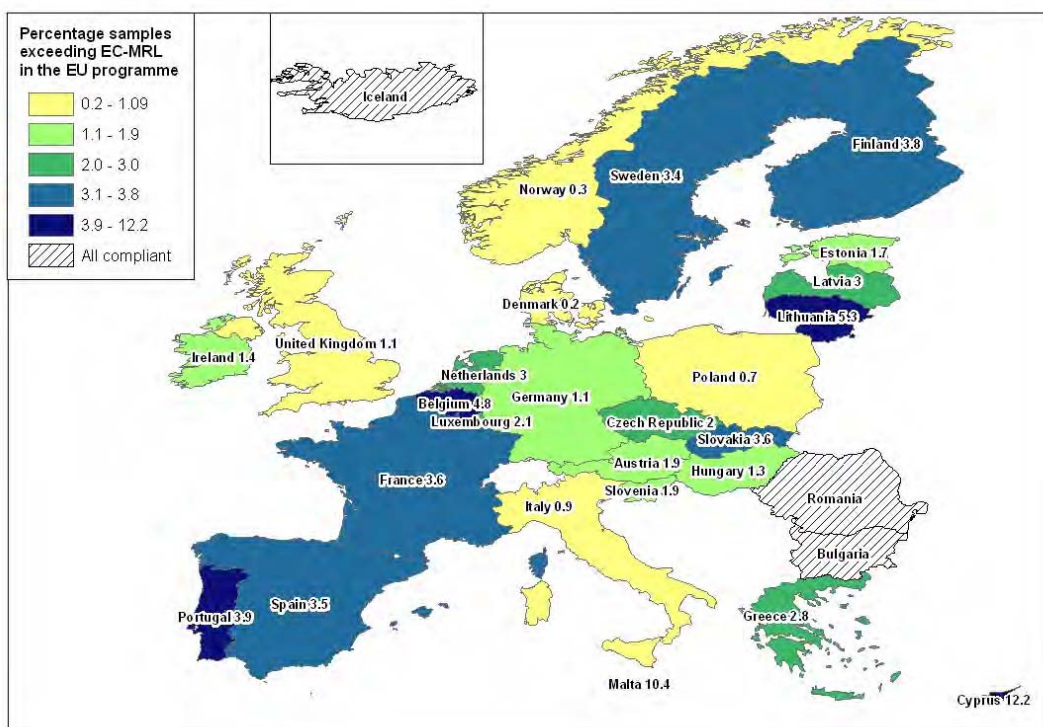 Percentage samples
exceeding EC-MRL
in the EU programme
0.2 - 1.09
1.1 - 1.9
2.0 - 3.0
3.1 - 3.8
3.9 - 12.2
All compliant
Iceland
Finland 3.8
Sweden 3.4
Norway 0.3
Estonia 1.7
Latvia 3
Lithuania 5.3
Denmark 0.2
United Kingdom 1.1
Ireland 1.4
Netherlands 3
Poland 0.7
Belgium 4.8
Germany 1.1
Luxembourg 2.1
Czech Republic 2
Slovakia 3.6
Austria 1.9
Hungary 1.3
France 3.6
Slovenia 1.9
Italy 0.9
Romania
Bulgaria
Portugal 3.9
Spain 3.5
Greece 2.8
Malta 10.4
Cyprus 12.2